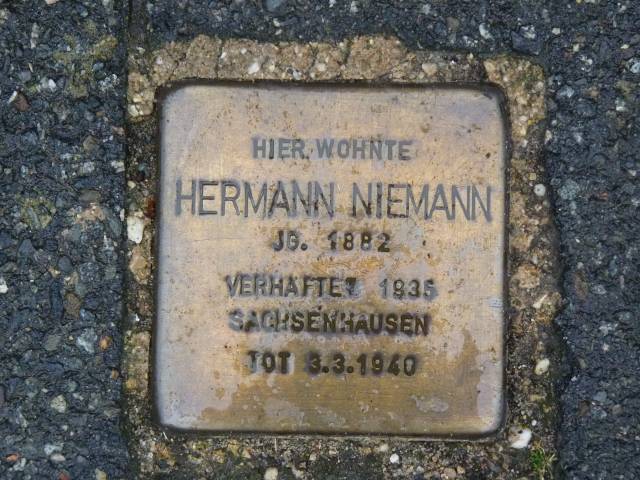 HIER WOHNTE
HERMANN NIEMANN
JG. 1882
VERHAFTET 1935
SACHSENHAUSEN
TOT 3.3.1940